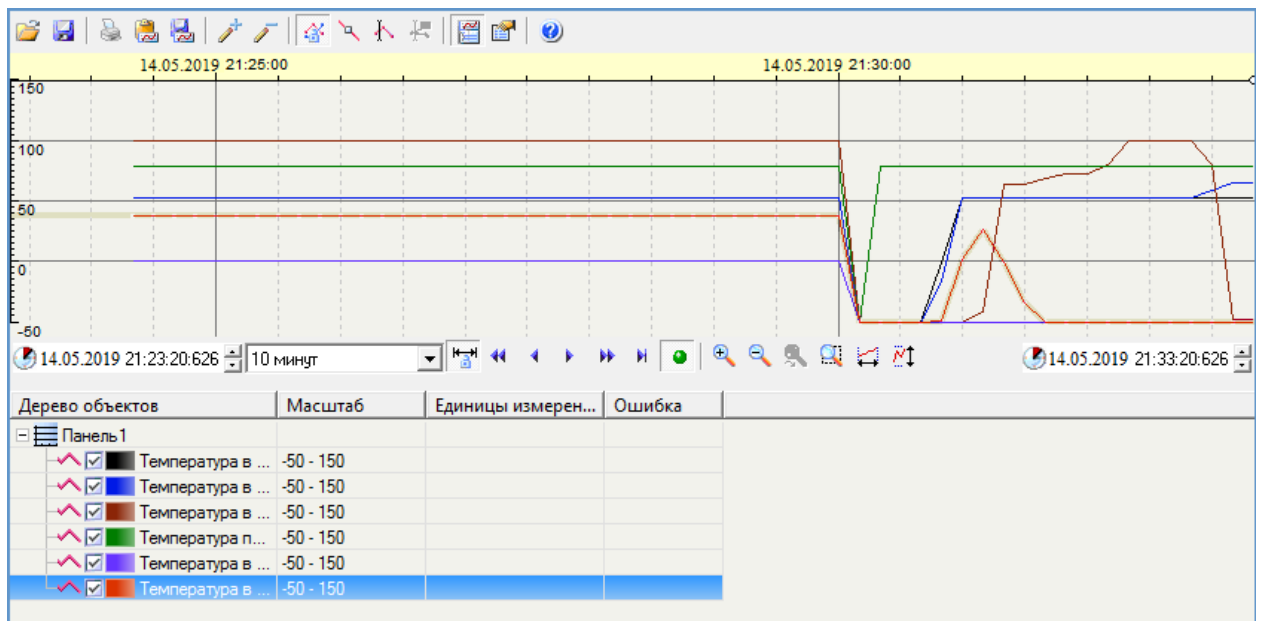 14.05.2019 21:25:00 14.05.2019 21:30:00
150
100
50
0
-50
14.05.2019 21:23:20:626 10 минут 14.05.2019 21:33:20:626
Дерево объектов Масштаб Единицы измерен... Ошибка
Панель1
Температура в ... -50 - 150
Температура в ... -50 - 150
Температура в ... -50 - 150
Температура п... -50 - 150
Температура в ... -50 - 150
Температура в ... -50 - 150